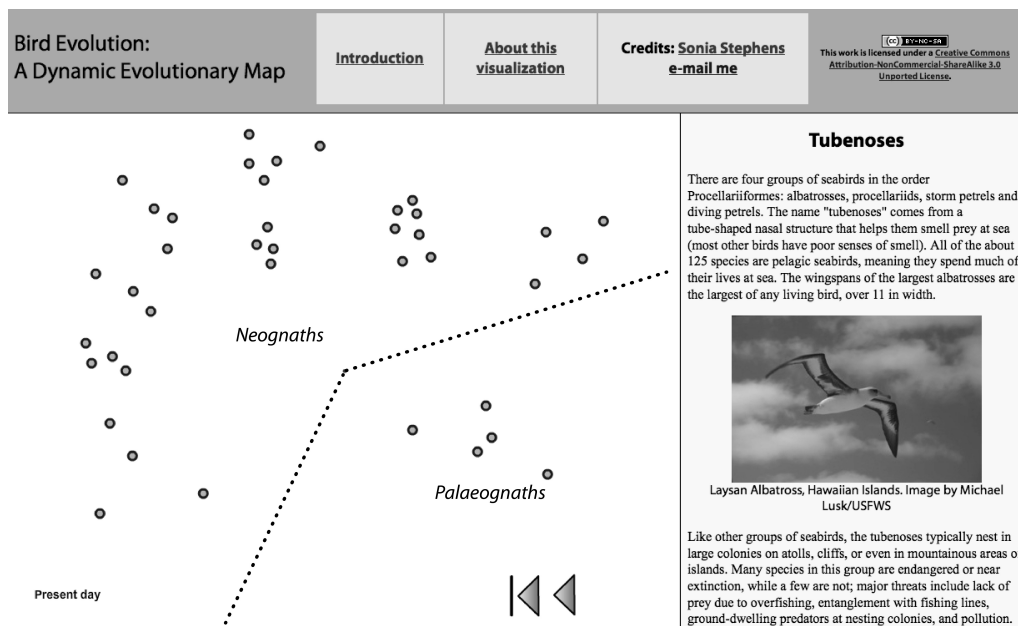 Bird Evolution:
A Dynamic Evolutionary Map
Introduction
About this
visualization
Credits: Sonia Stephens
e-mail me
(cc) BY-NC-SA
This work is licensed under a Creative Commons
Attribution-NonCommercial-ShareAlike 3.0
Unported License.
Neognaths
Palaeognaths
Present day
Tubenoses
There are four groups of seabirds in the order
Procellariiformes: albatrosses, procellariids, storm petrels and
diving petrels. The name "tubenoses" comes from a
tube-shaped nasal structure that helps them smell prey at sea
(most other birds have poor senses of smell). All of the about
125 species are pelagic seabirds, meaning they spend much of
their lives at sea. The wingspans of the largest albatrosses are
the largest of any living bird, over 11 in width.
Laysan Albatross, Hawaiian Islands. Image by Michael
Lusk/USFWS
Like other groups of seabirds, the tubenoses typically nest in
large colonies on atolls, cliffs, or even in mountainous areas o
islands. Many species in this group are endangered or near
extinction, while a few are not; major threats include lack of
prey due to overfishing, entanglement with fishing lines,
ground-dwelling predators at nesting colonies, and pollution.